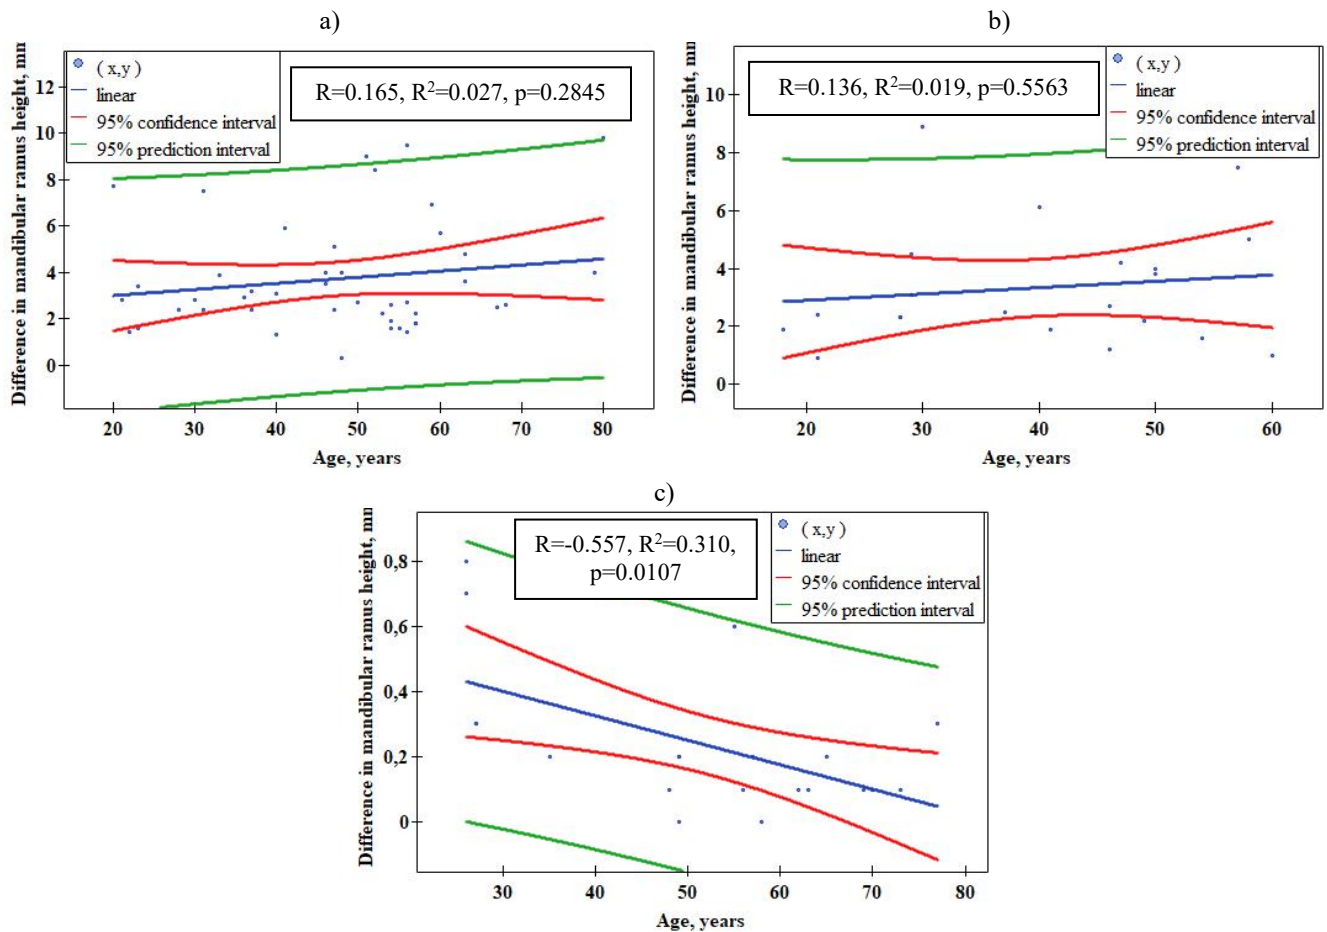 a)
Difference in mandibular ramus height, mm
( x,y )
linear
95% confidence interval
95% prediction interval
R=0.165, R²=0.027, p=0.2845
12
10
8
6
4
2
0
20 30 40 50 60 70 80
Age, years
b)
Difference in mandibular ramus height, mm
( x,y )
linear
95% confidence interval
95% prediction interval
R=0.136, R²=0.019, p=0.5563
10
8
6
4
2
0
20 30 40 50 60
Age, years
c)
Difference in mandibular ramus height, mm
( x,y )
linear
95% confidence interval
95% prediction interval
R=-0.557, R²=0.310,
p=0.0107
0,8
0,6
0,4
0,2
0
30 40 50 60 70 80
Age, years